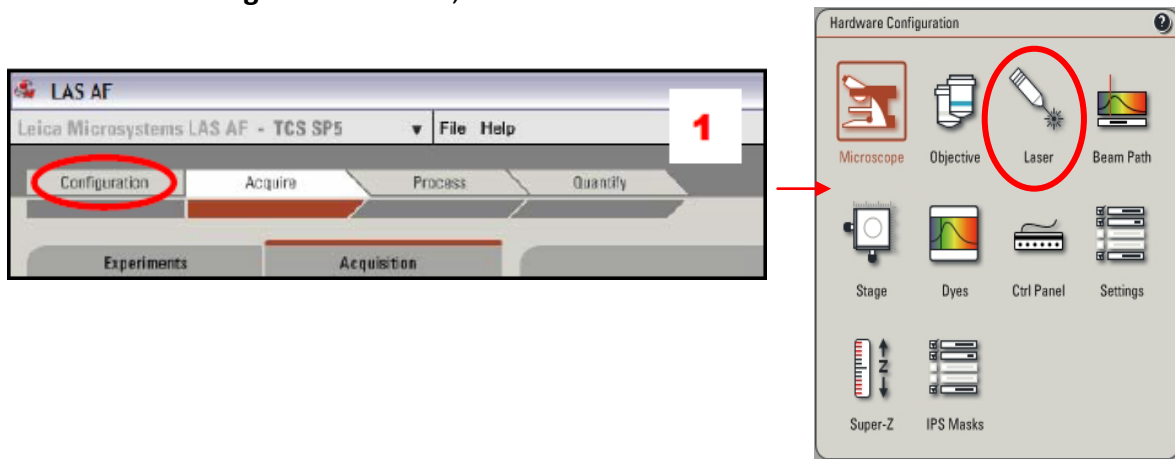 LAS AF
Leica Microsystems LAS AF - TCS SP5 ▼ File Help
1
Configuration Acquire Process Quantify
Experiments Acquisition
Hardware Configuration ?
Microscope Objective Laser Beam Path
Stage Dyes Ctrl Panel Settings
Z
Super-Z IPS Masks